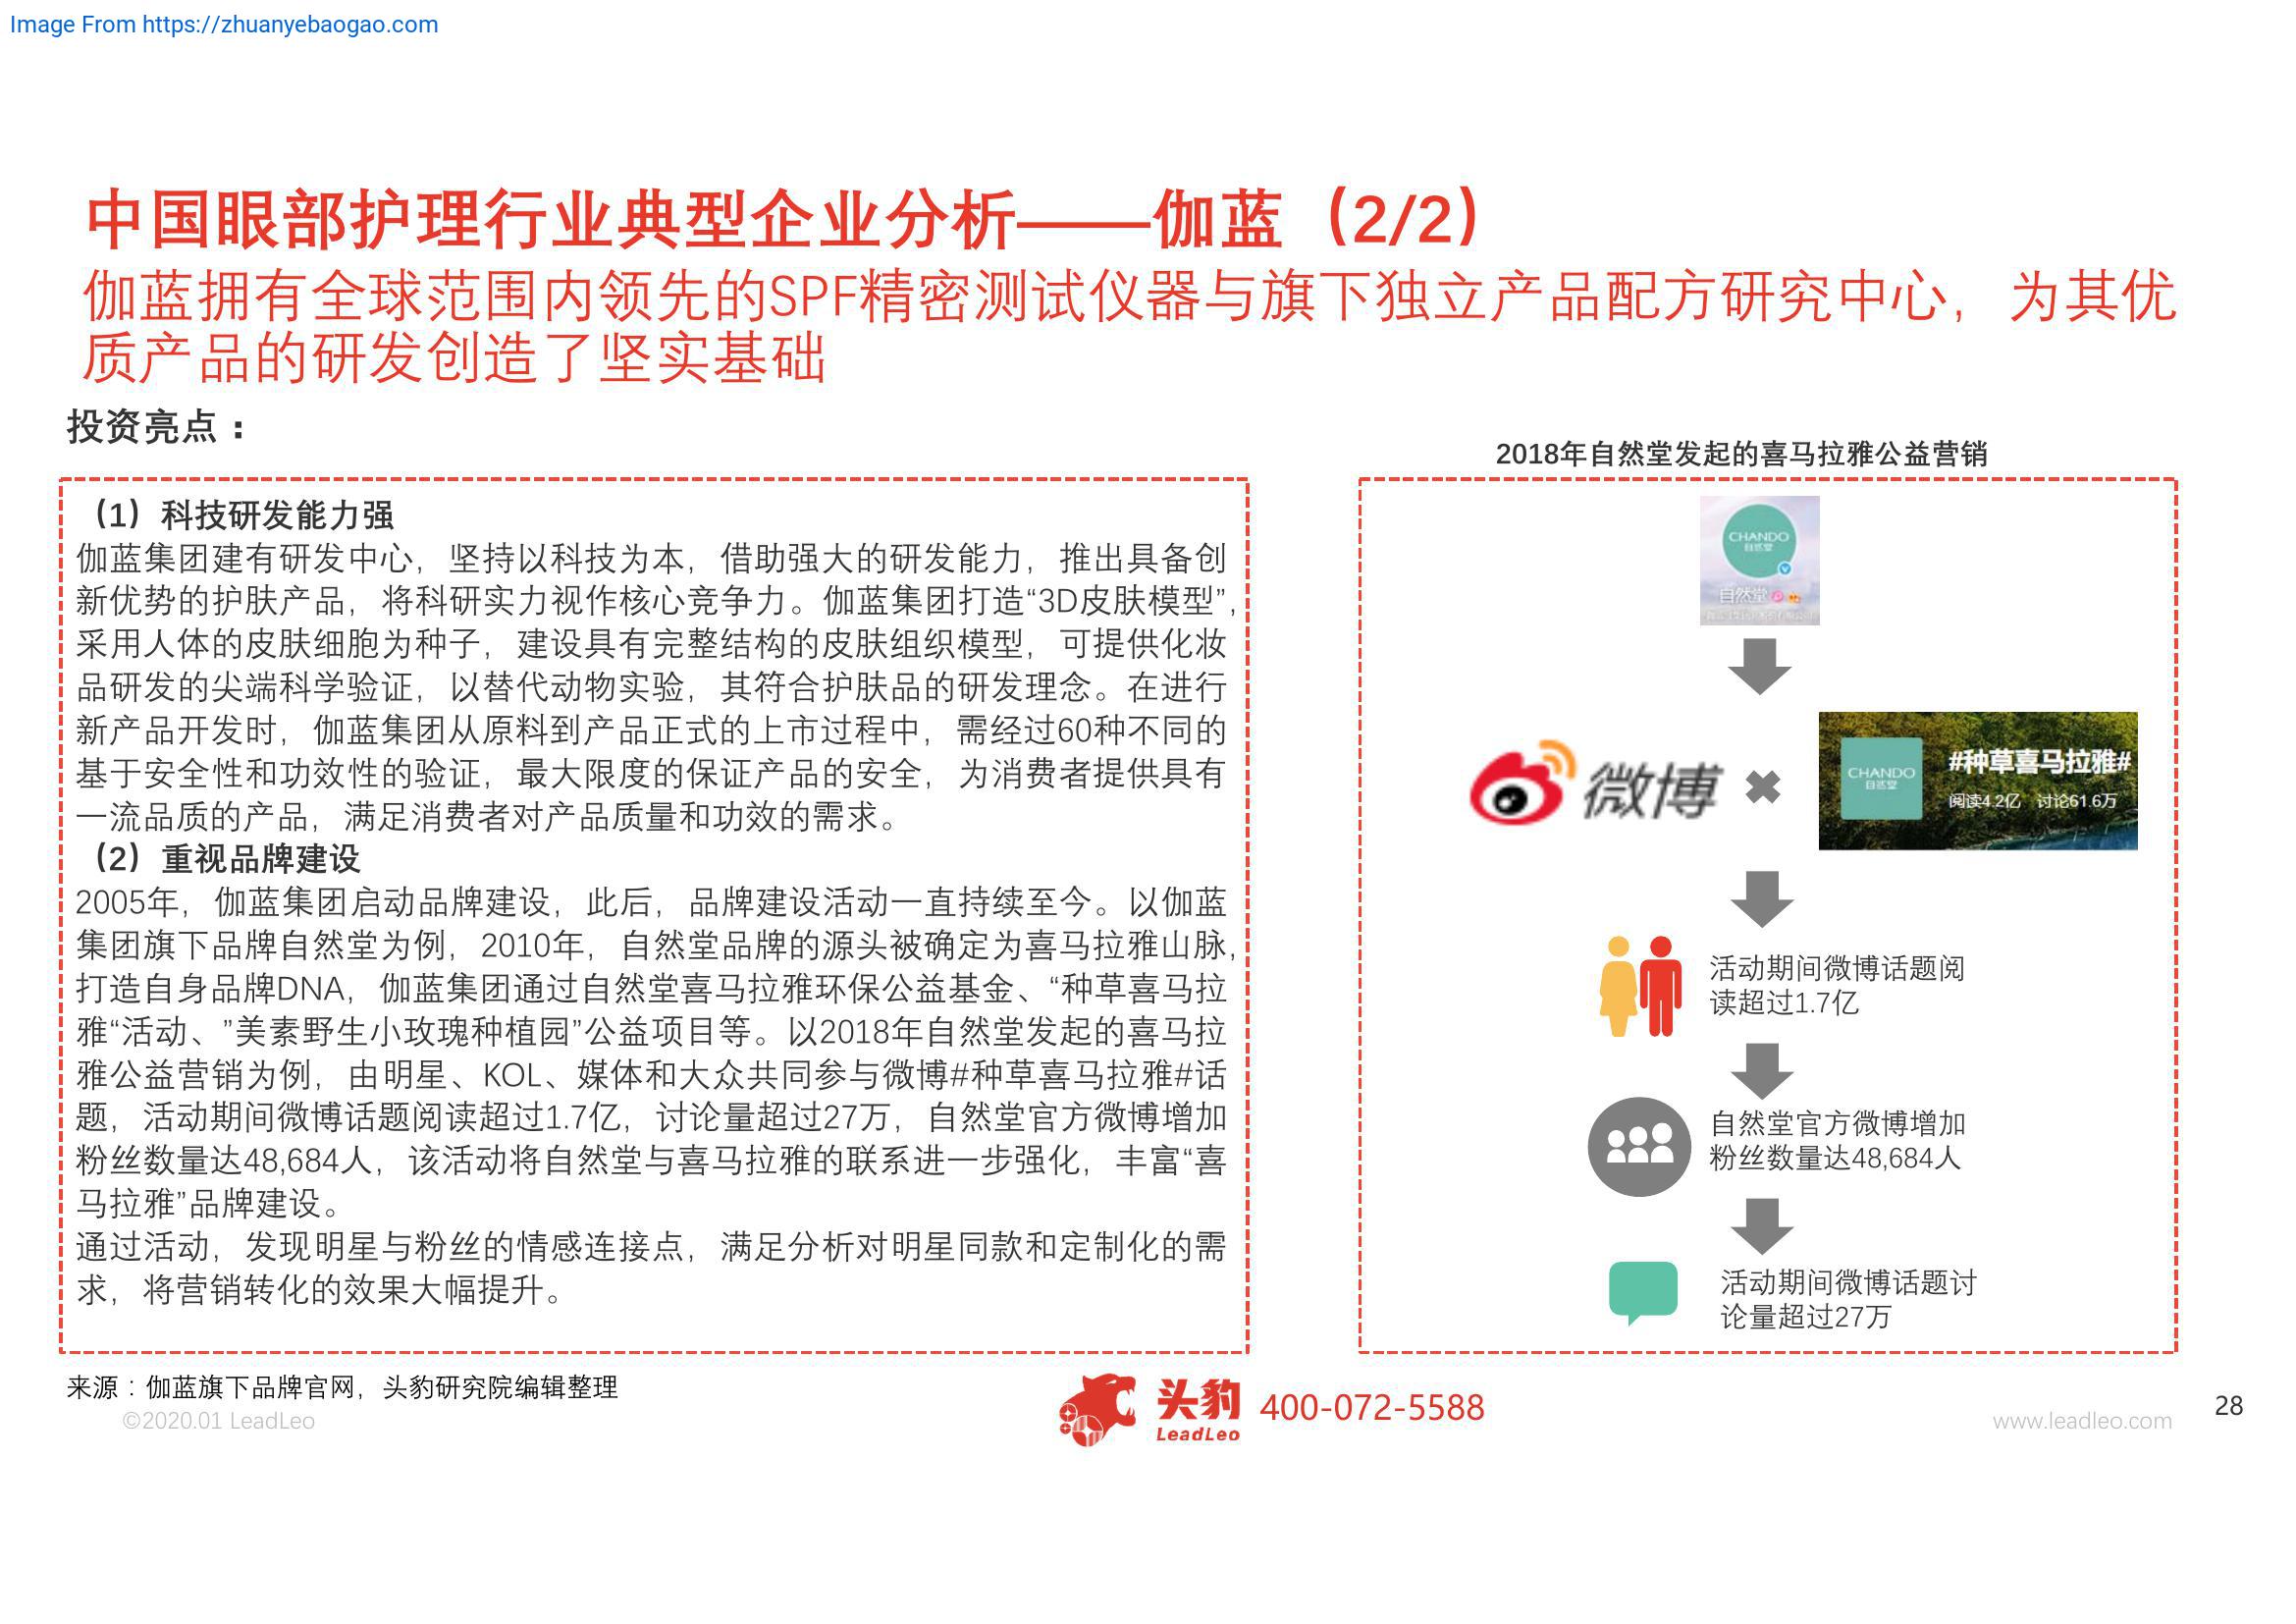 Image From https://zhuanyebaogao.com
中国眼部护理行业典型企业分析——伽蓝（2/2）
伽蓝拥有全球范围内领先的SPF精密测试仪器与旗下独立产品配方研究中心，为其优
质产品的研发创造了坚实基础
投资亮点：
（1）科技研发能力强
伽蓝集团建有研发中心，坚持以科技为本，借助强大的研发能力，推出具备创
新优势的护肤产品，将科研实力视作核心竞争力。伽蓝集团打造“3D皮肤模型”，
采用人体的皮肤细胞为种子，建设具有完整结构的皮肤组织模型，可提供化妆
品研发的尖端科学验证，以替代动物实验，其符合护肤品的研发理念。在进行
新产品开发时，伽蓝集团从原料到产品正式的上市过程中，需经过60种不同的
基于安全性和功效性的验证，最大限度的保证产品的安全，为消费者提供具有
一流品质的产品，满足消费者对产品质量和功效的需求。
（2）重视品牌建设
2005年，伽蓝集团启动品牌建设，此后，品牌建设活动一直持续至今。以伽蓝
集团旗下品牌自然堂为例，2010年，自然堂品牌的源头被确定为喜马拉雅山脉，
打造自身品牌DNA，伽蓝集团通过自然堂喜马拉雅环保公益基金、“种草喜马拉
雅“活动、”美素野生小玫瑰种植园”公益项目等。以2018年自然堂发起的喜马拉
雅公益营销为例，由明星、KOL、媒体和大众共同参与微博#种草喜马拉雅#话
题，活动期间微博话题阅读超过1.7亿，讨论量超过27万，自然堂官方微博增加
粉丝数量达48,684人，该活动将自然堂与喜马拉雅的联系进一步强化，丰富“喜
马拉雅”品牌建设。
通过活动，发现明星与粉丝的情感连接点，满足分析对明星同款和定制化的需
求，将营销转化的效果大幅提升。
2018年自然堂发起的喜马拉雅公益营销
CHANDO
自然堂
自然堂
微博
CHANDO
自然堂
#种草喜马拉雅#
阅读4.2亿 讨论61.6万
活动期间微博话题阅
读超过1.7亿
自然堂官方微博增加
粉丝数量达48,684人
活动期间微博话题讨
论量超过27万
来源：伽蓝旗下品牌官网，头豹研究院编辑整理
©2020.01 LeadLeo
头豹
LeadLeo
400-072-5588
www.leadleo.com
28